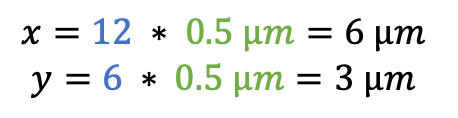 x = 12 * 0.5 μm = 6 μm
y = 6 * 0.5 μm = 3 μm